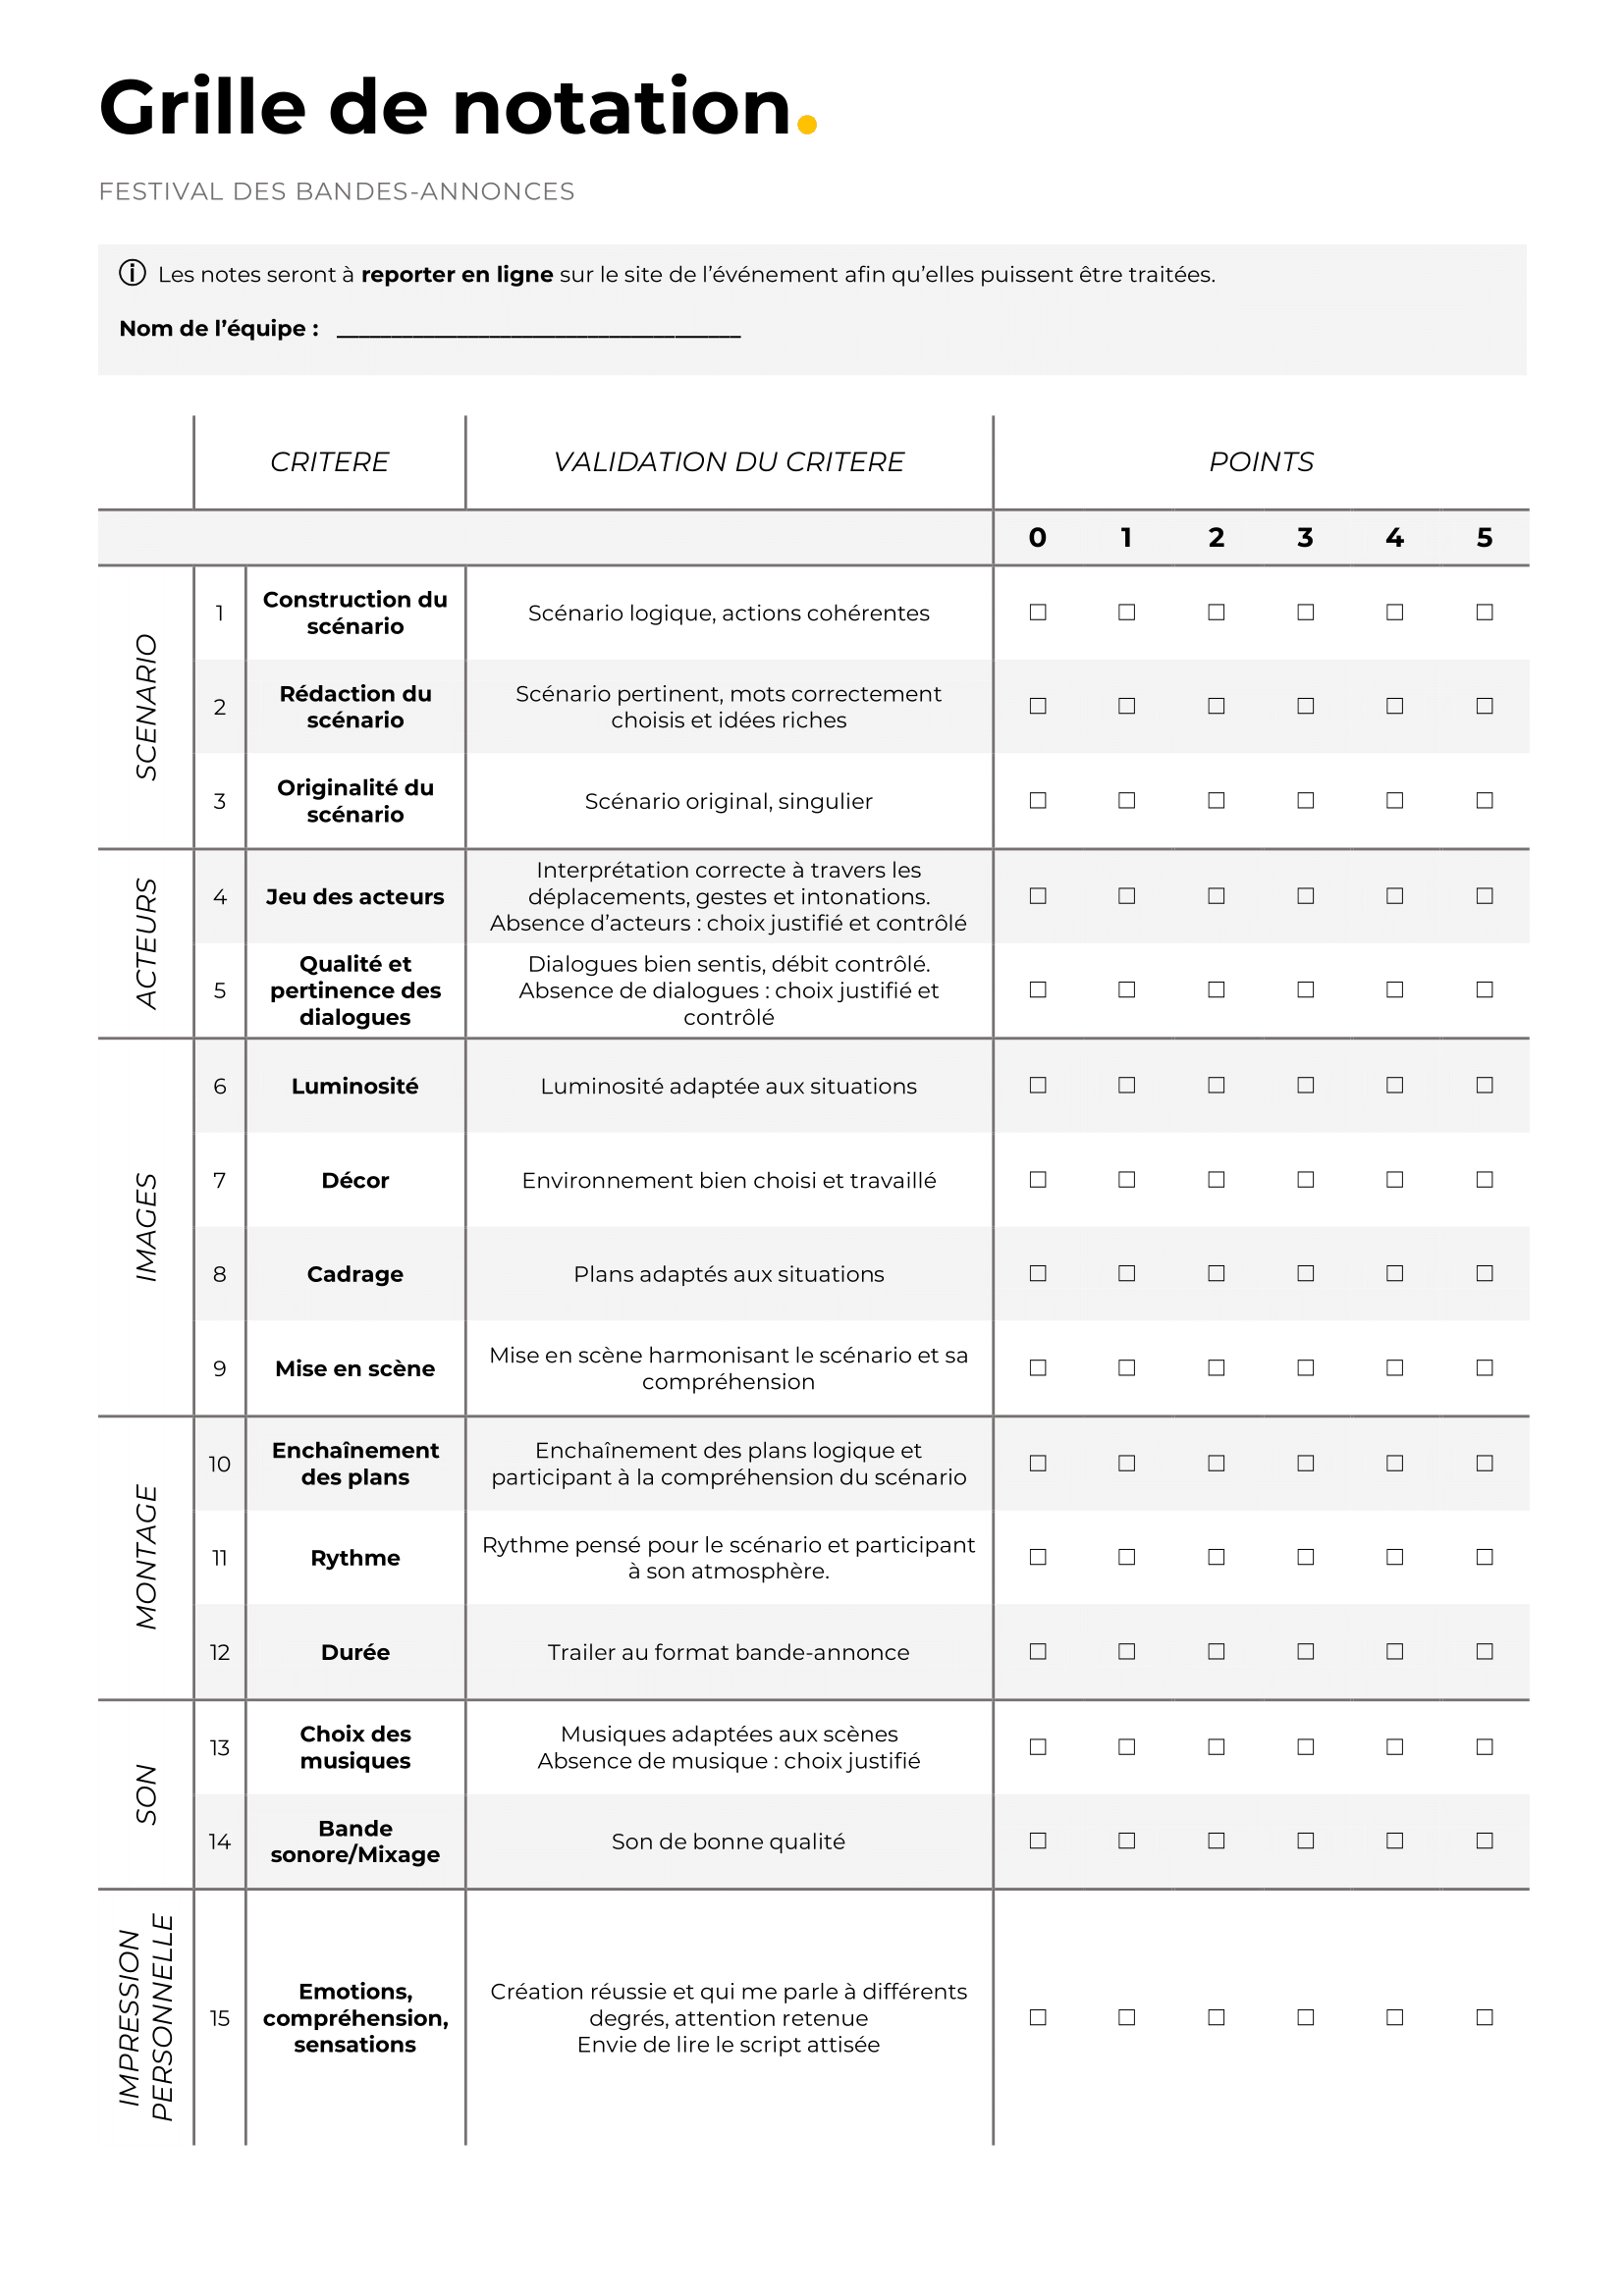 Grille de notation.
FESTIVAL DES BANDES-ANNONCES
ⓘ Les notes seront à reporter en ligne sur le site de l’événement afin qu’elles puissent être traitées.
Nom de l’équipe : ____________________________________
CRITERE
VALIDATION DU CRITERE
POINTS
0 1 2 3 4 5
SCENARIO
1
Construction du
scénario
Scénario logique, actions cohérentes
☐ ☐ ☐ ☐ ☐ ☐
2
Rédaction du
scénario
Scénario pertinent, mots correctement
choisis et idées riches
☐ ☐ ☐ ☐ ☐ ☐
3
Originalité du
scénario
Scénario original, singulier
☐ ☐ ☐ ☐ ☐ ☐
ACTEURS
4
Jeu des acteurs
Interprétation correcte à travers les
déplacements, gestes et intonations.
Absence d’acteurs : choix justifié et contrôlé
☐ ☐ ☐ ☐ ☐ ☐
5
Qualité et
pertinence des
dialogues
Dialogues bien sentis, débit contrôlé.
Absence de dialogues : choix justifié et
contrôlé
☐ ☐ ☐ ☐ ☐ ☐
IMAGES
6
Luminosité
Luminosité adaptée aux situations
☐ ☐ ☐ ☐ ☐ ☐
7
Décor
Environnement bien choisi et travaillé
☐ ☐ ☐ ☐ ☐ ☐
8
Cadrage
Plans adaptés aux situations
☐ ☐ ☐ ☐ ☐ ☐
9
Mise en scène
Mise en scène harmonisant le scénario et sa
compréhension
☐ ☐ ☐ ☐ ☐ ☐
MONTAGE
10
Enchaînement
des plans
Enchaînement des plans logique et
participant à la compréhension du scénario
☐ ☐ ☐ ☐ ☐ ☐
11
Rythme
Rythme pensé pour le scénario et participant
à son atmosphère.
☐ ☐ ☐ ☐ ☐ ☐
12
Durée
Trailer au format bande-annonce
☐ ☐ ☐ ☐ ☐ ☐
SON
13
Choix des
musiques
Musiques adaptées aux scènes
Absence de musique : choix justifié
☐ ☐ ☐ ☐ ☐ ☐
14
Bande
sonore/Mixage
Son de bonne qualité
☐ ☐ ☐ ☐ ☐ ☐
IMPRESSION
PERSONNELLE
15
Emotions,
compréhension,
sensations
Création réussie et qui me parle à différents
degrés, attention retenue
Envie de lire le script attisée
☐ ☐ ☐ ☐ ☐ ☐